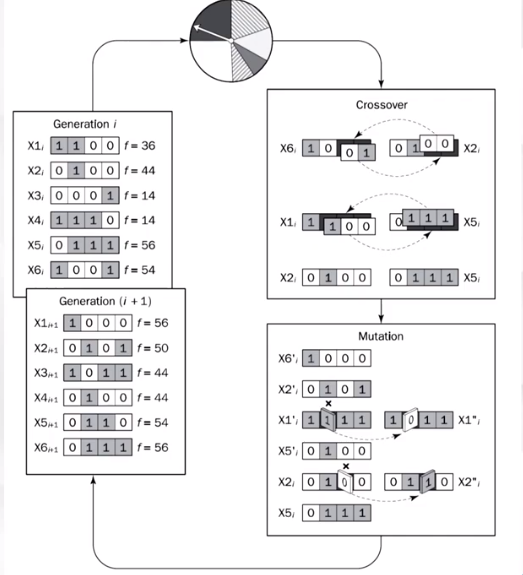 Generation i
X1i 1 1 0 0 f = 36
X2i 0 1 0 0 f = 44
X3i 0 0 0 1 f = 14
X4i 1 1 1 0 f = 14
X5i 0 1 1 1 f = 56
X6i 1 0 0 1 f = 54
Generation (i + 1)
X1i+1 1 0 0 0 f = 56
X2i+1 0 1 0 1 f = 50
X3i+1 1 0 1 1 f = 44
X4i+1 0 1 0 0 f = 44
X5i+1 0 1 1 0 f = 54
X6i+1 0 1 1 1 f = 56
Crossover
X6i 1 0 0 1 0 1 0 0 X2i
X1i 1 1 0 0 0 1 1 1 X5i
X2i 0 1 0 0 0 1 1 1 X5i
Mutation
X6'i 1 0 0 0
X2'i 0 1 0 1
×
X1'i 1 1 1 1 1 0 1 1 X1"i
X5'i 0 1 0 0
×
X2i 0 1 0 0 0 1 1 0 X2"i
X5i 0 1 1 1